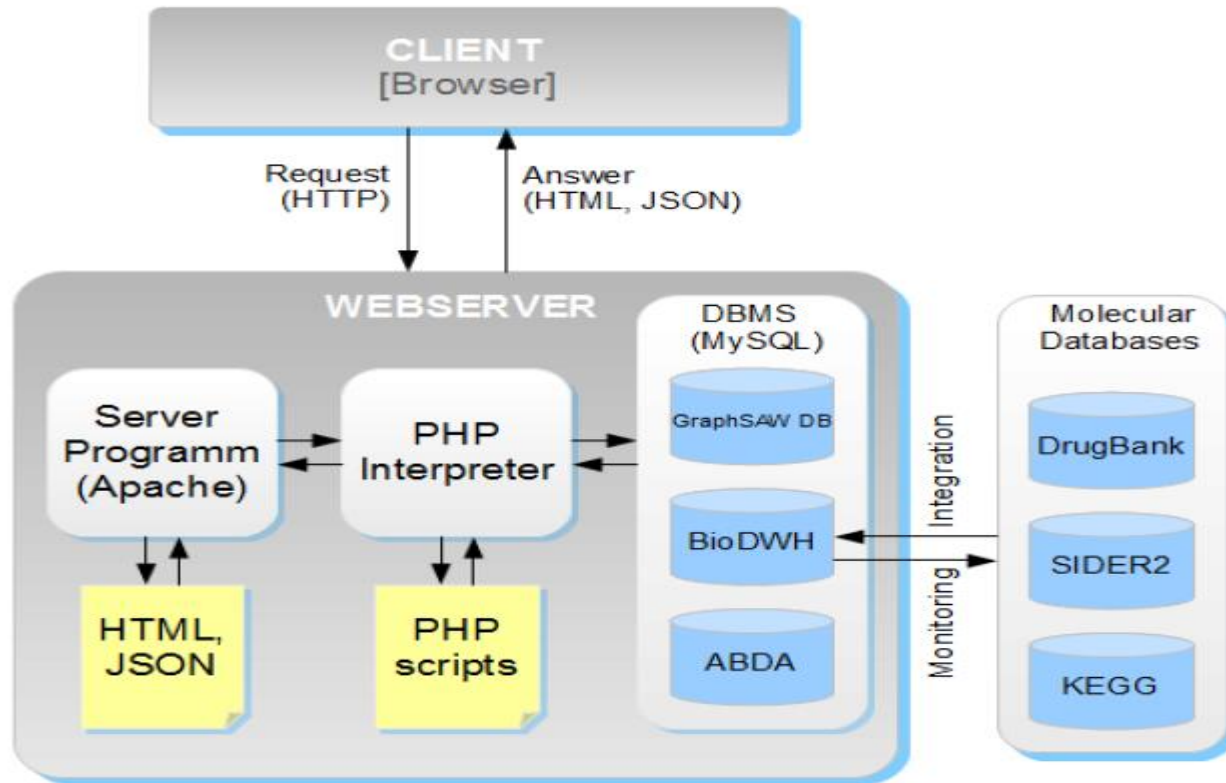 CLIENT
[Browser]
Request
(HTTP)
Answer
(HTML, JSON)
WEBSERVER
Server
Programm
(Apache)
PHP
Interpreter
HTML,
JSON
PHP
scripts
DBMS
(MySQL)
GraphSAW DB
BioDWH
ABDA
Integration
Monitoring
Molecular
Databases
DrugBank
SIDER2
KEGG